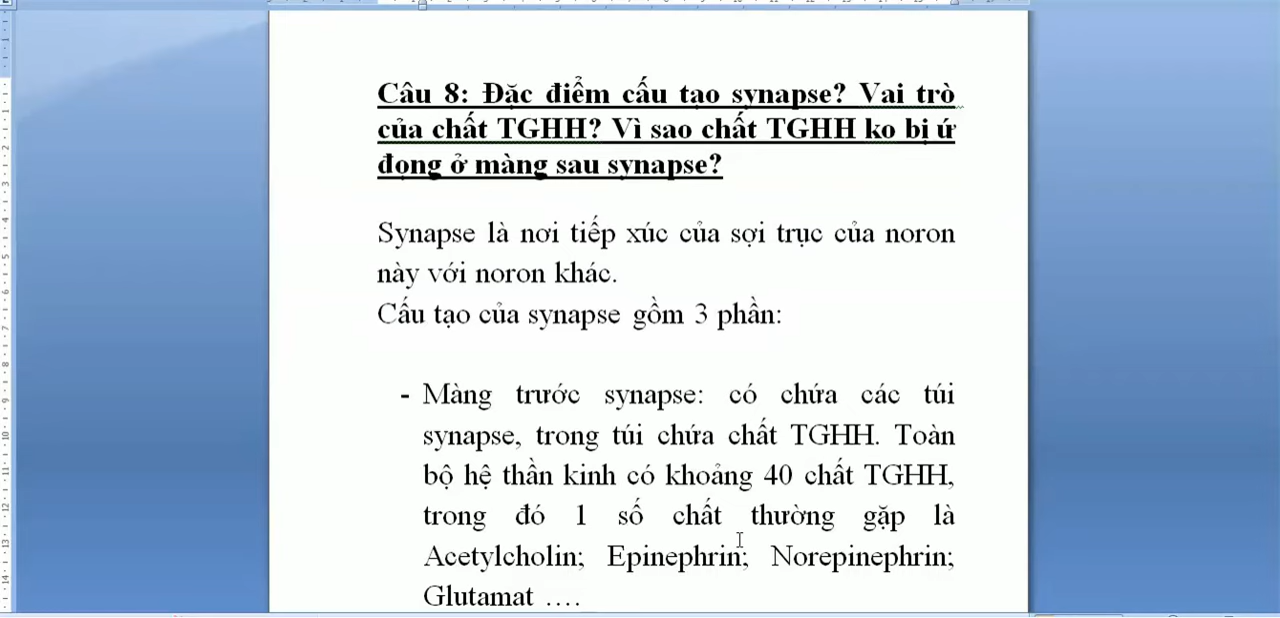 Câu 8: Đặc điểm cấu tạo synapse? Vai trò
của chất TGHH? Vì sao chất TGHH ko bị ứ
đọng ở màng sau synapse?
Synapse là nơi tiếp xúc của sợi trục của noron
này với noron khác.
Cấu tạo của synapse gồm 3 phần:
- Màng trước synapse: có chứa các túi
synapse, trong túi chứa chất TGHH. Toàn
bộ hệ thần kinh có khoảng 40 chất TGHH,
trong đó 1 số chất thường gặp là
Acetylcholin; Epinephrin; Norepinephrin;
Glutamat ....